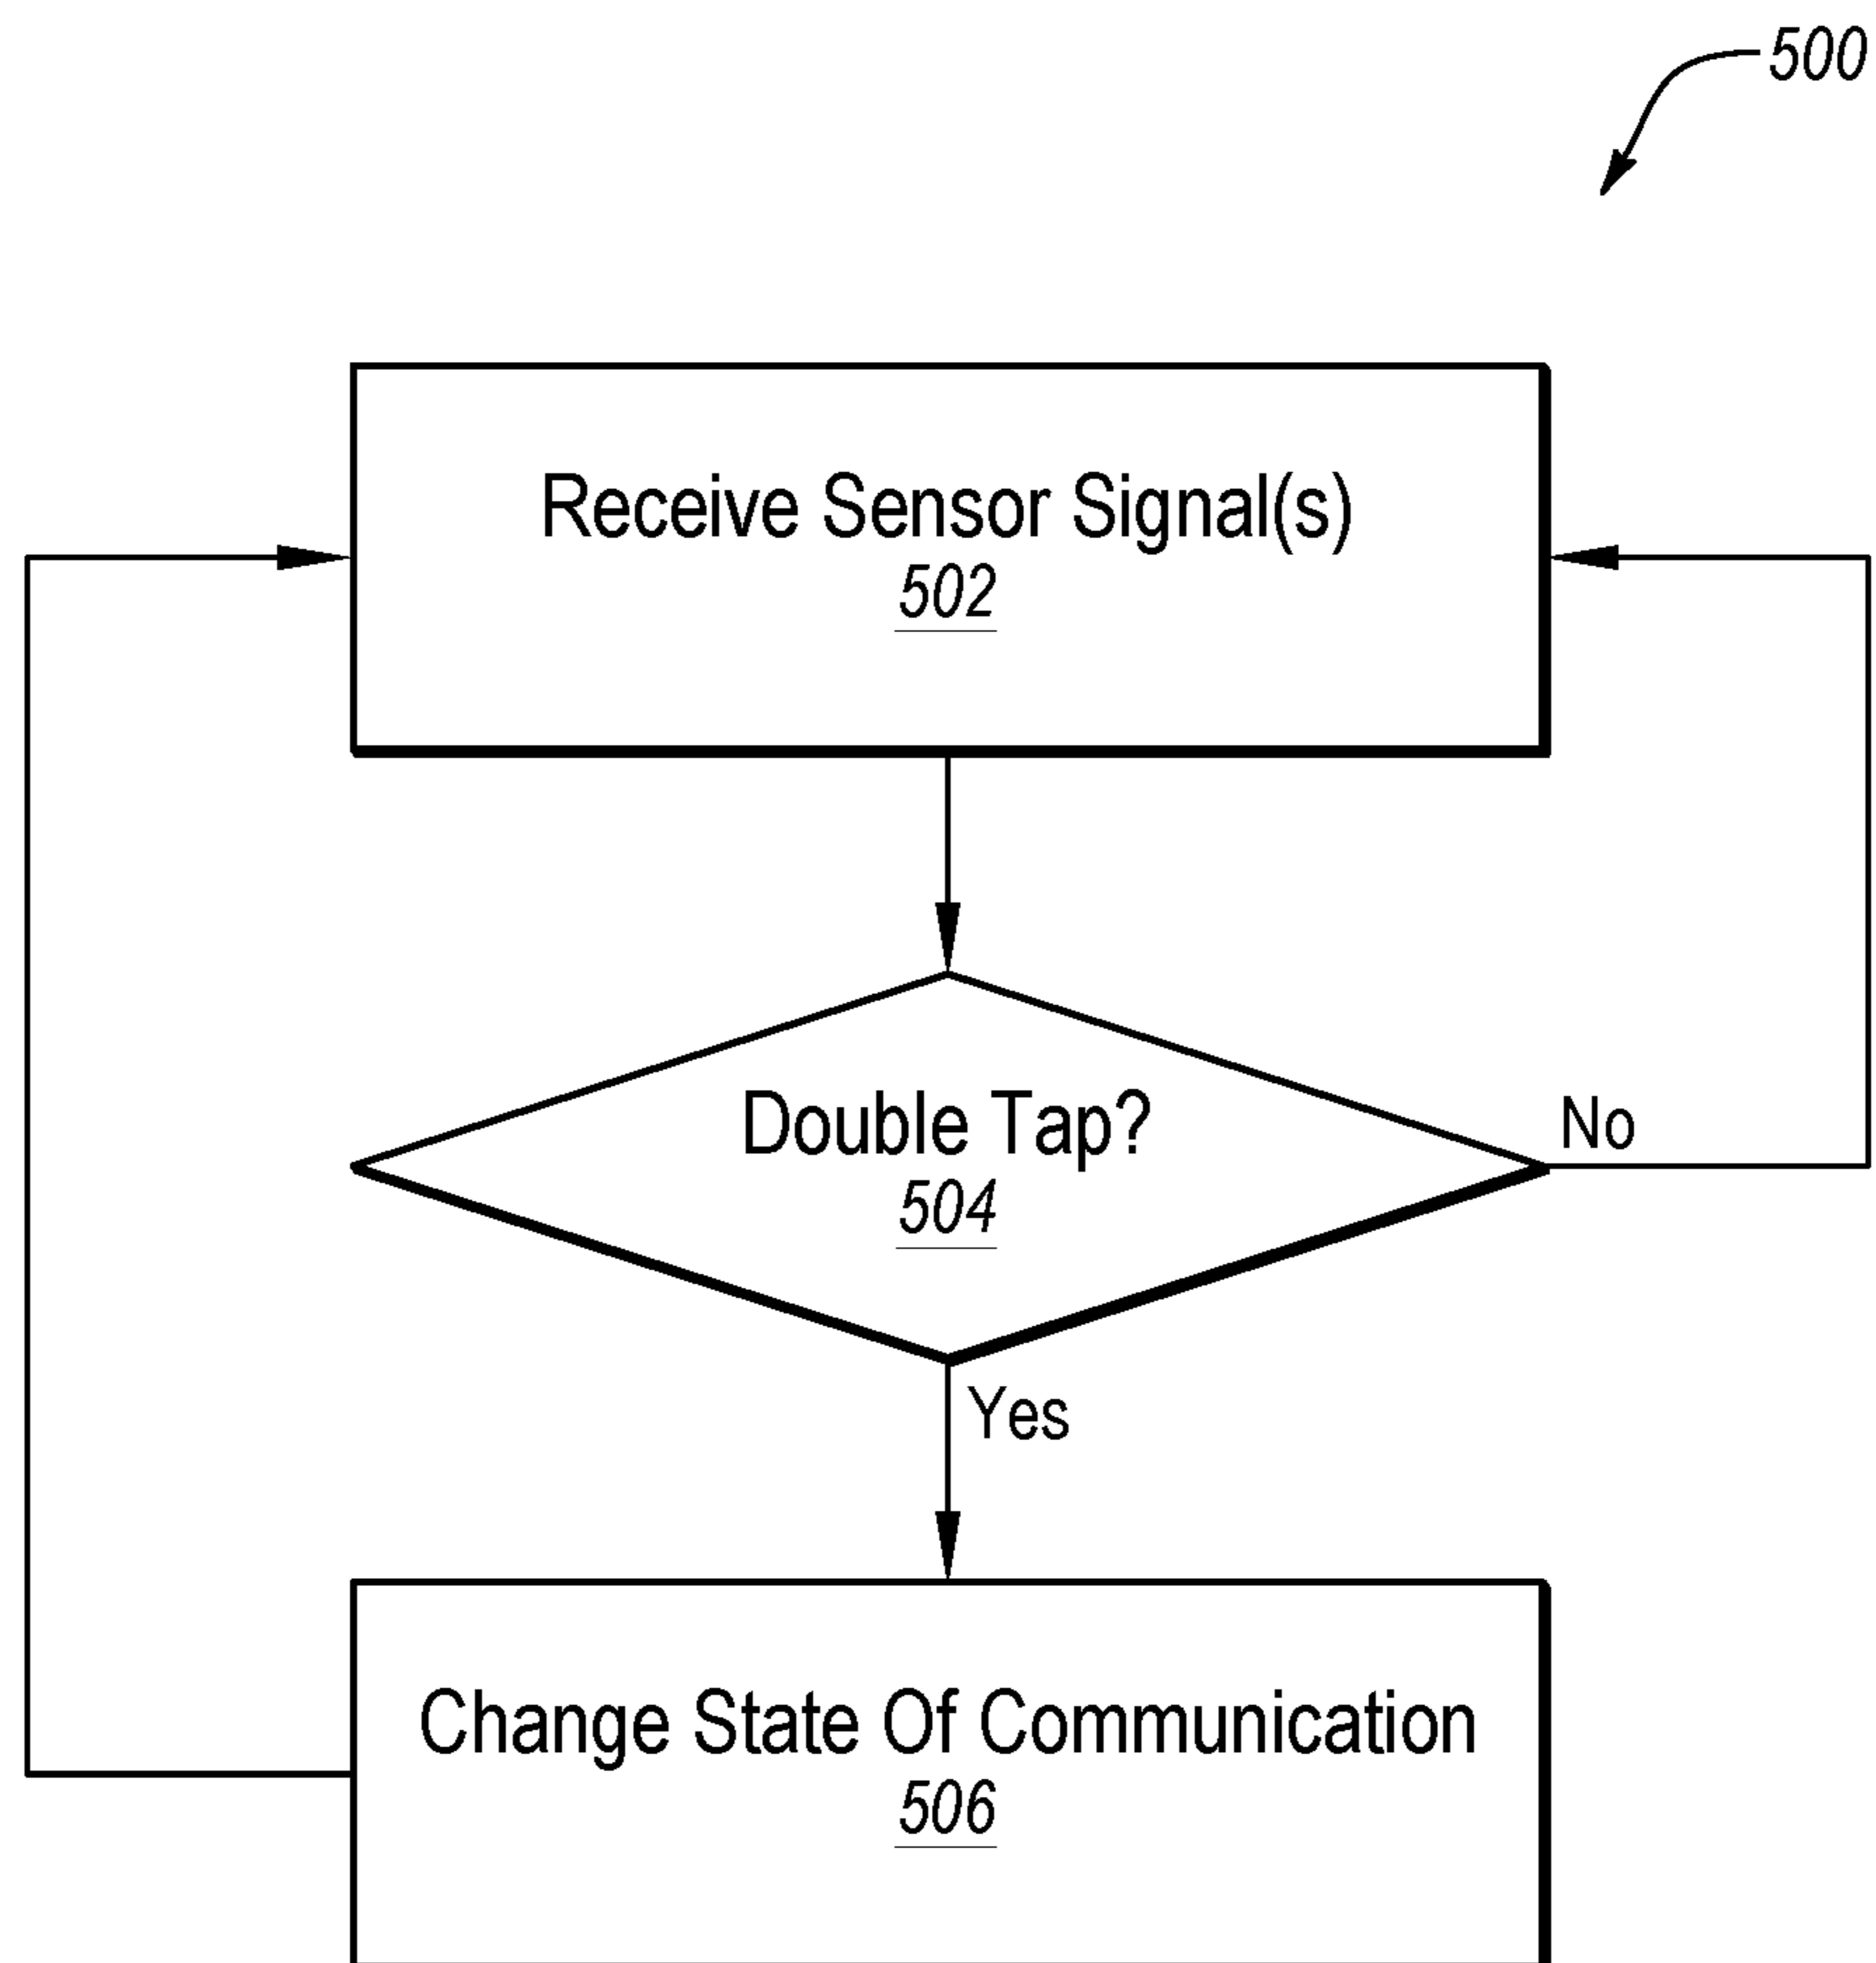 500
Receive Sensor Signal(s)
502
Double Tap?
504
No
Yes
Change State Of Communication
506